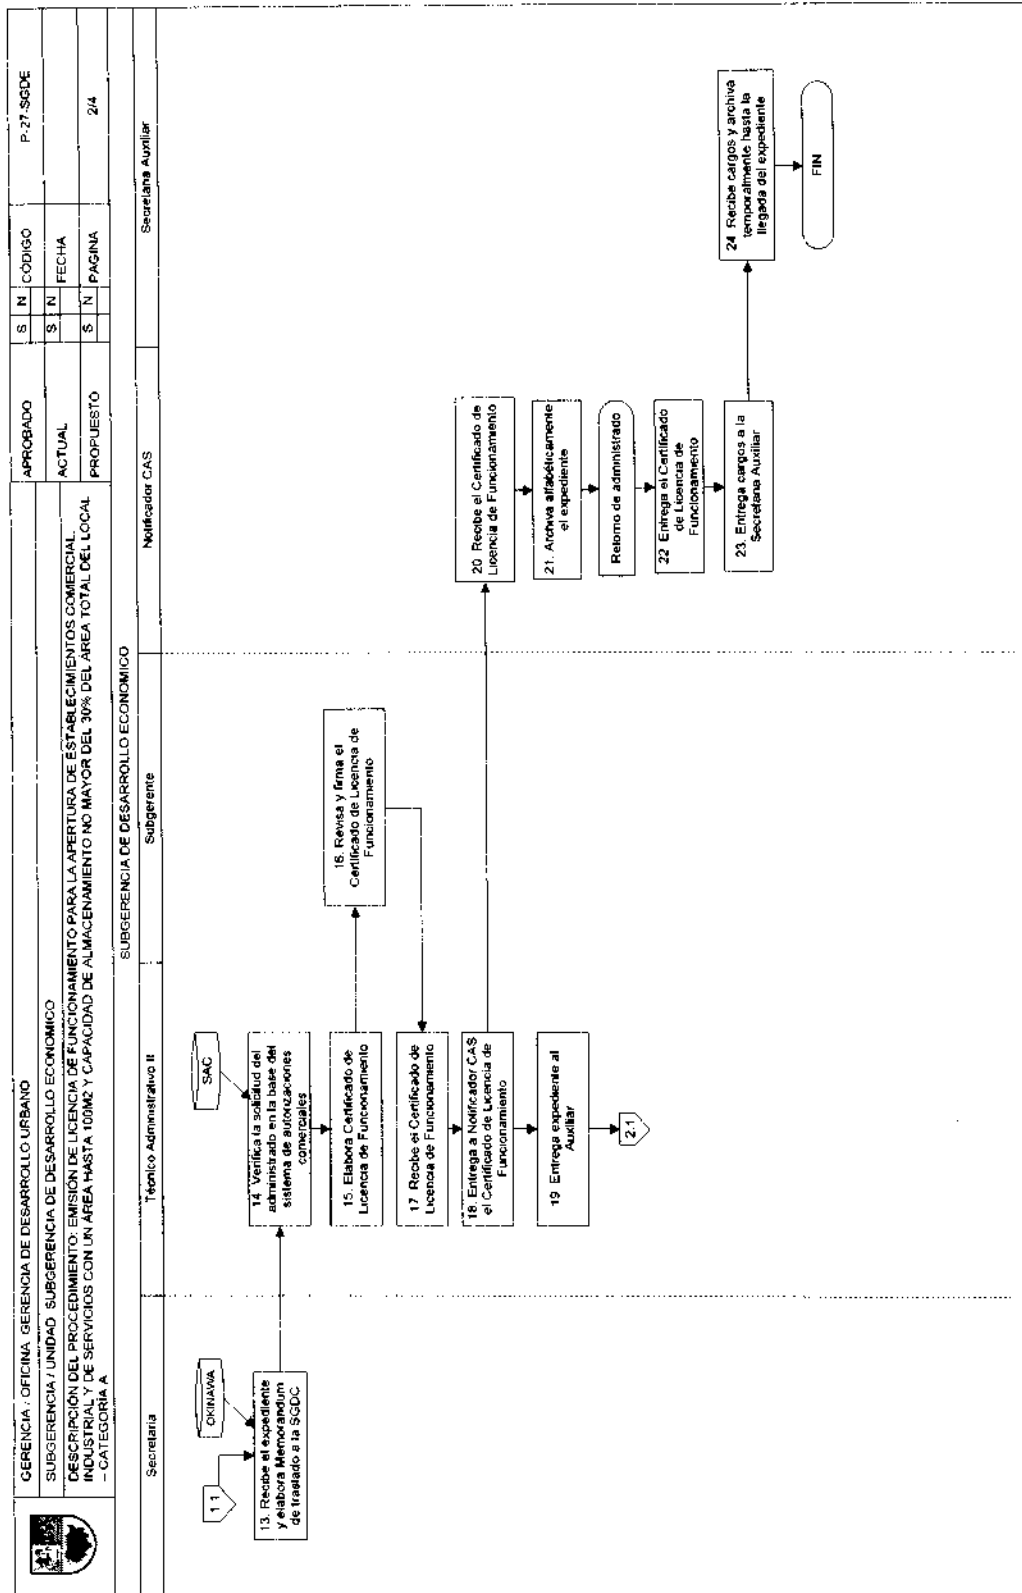 GERENCIA / OFICINA GERENCIA DE DESARROLLO URBANO
APROBADO
S N
CÓDIGO
P-27-SGDE
SUBGERENCIA / UNIDAD SUBGERENCIA DE DESARROLLO ECONOMICO
ACTUAL
S N
FECHA
DESCRIPCIÓN DEL PROCEDIMIENTO: EMISIÓN DE LICENCIA DE FUNCIONAMIENTO PARA LA APERTURA DE ESTABLECIMIENTOS COMERCIAL,
INDUSTRIAL Y DE SERVICIOS CON UN ÁREA HASTA 100M2 Y CAPACIDAD DE ALMACENAMIENTO NO MAYOR DEL 30% DEL ÁREA TOTAL DEL LOCAL
– CATEGORÍA A
PROPUESTO
S N
PAGINA
2/4
SUBGERENCIA DE DESARROLLO ECONOMICO
Secretaria
Técnico Administrativo II
Subgerente
Notificador CAS
Secretaria Auxiliar
1.1
OKINAWA
13. Recibe el expediente
y elabora Memorandum
de traslado a la SGDC
SAC
14 Verifica la solicitud del
administrado en la base del
sistema de autorizaciones
comerciales
15. Elabora Certificado de
Licencia de Funcionamiento
16. Revisa y firma el
Certificado de Licencia de
Funcionamiento
17 Recibe el Certificado de
Licencia de Funcionamiento
18. Entrega a Notificador CAS
el Certificado de Licencia de
Funcionamiento
19 Entrega expediente al
Auxiliar
2.1
20 Recibe el Certificado de
Licencia de Funcionamiento
21. Archiva alfabéticamente
el expediente
Retorno de administrado
22 Entrega el Certificado
de Licencia de
Funcionamiento
23. Entrega cargos a la
Secretaria Auxiliar
24 Recibe cargos y archiva
temporalmente hasta la
llegada del expediente
FIN